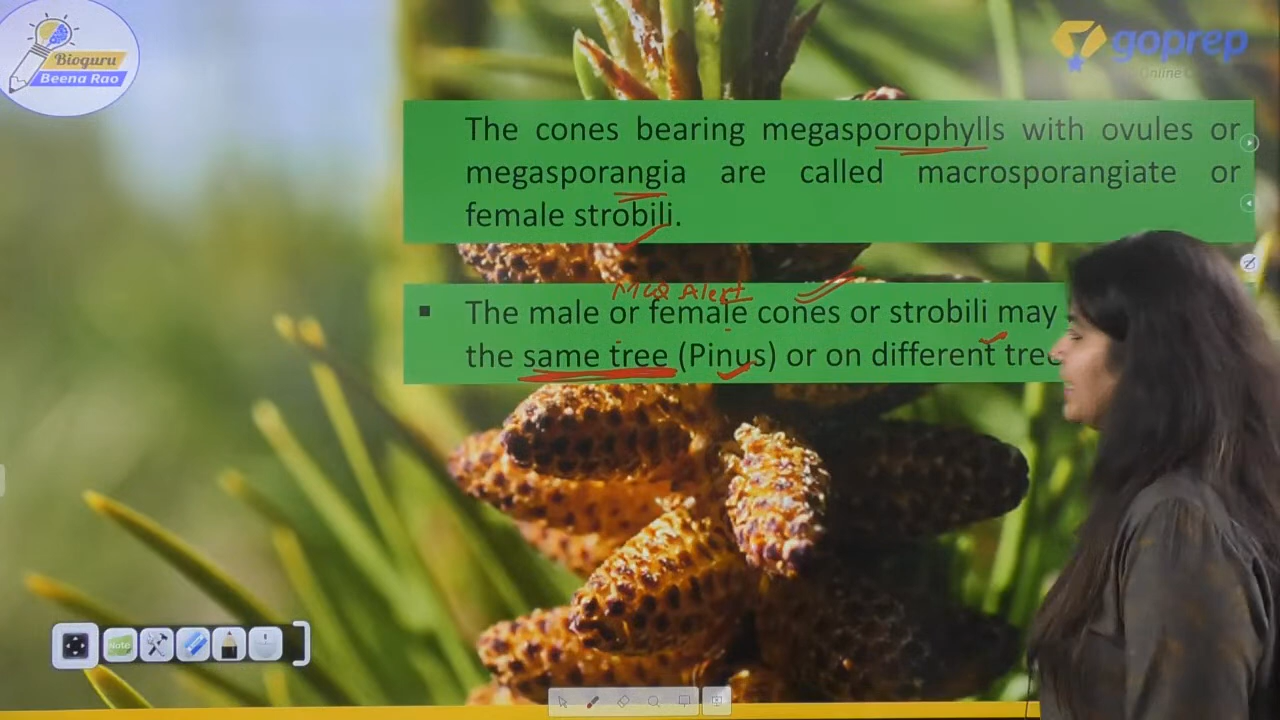 Bioguru
Beena Rao
goprep
The cones bearing megasporophylls with ovules or
megasporangia are called macrosporangiate or
female strobili.
MCQ Alert
The male or female cones or strobili may
the same tree (Pinus) or on different
Note